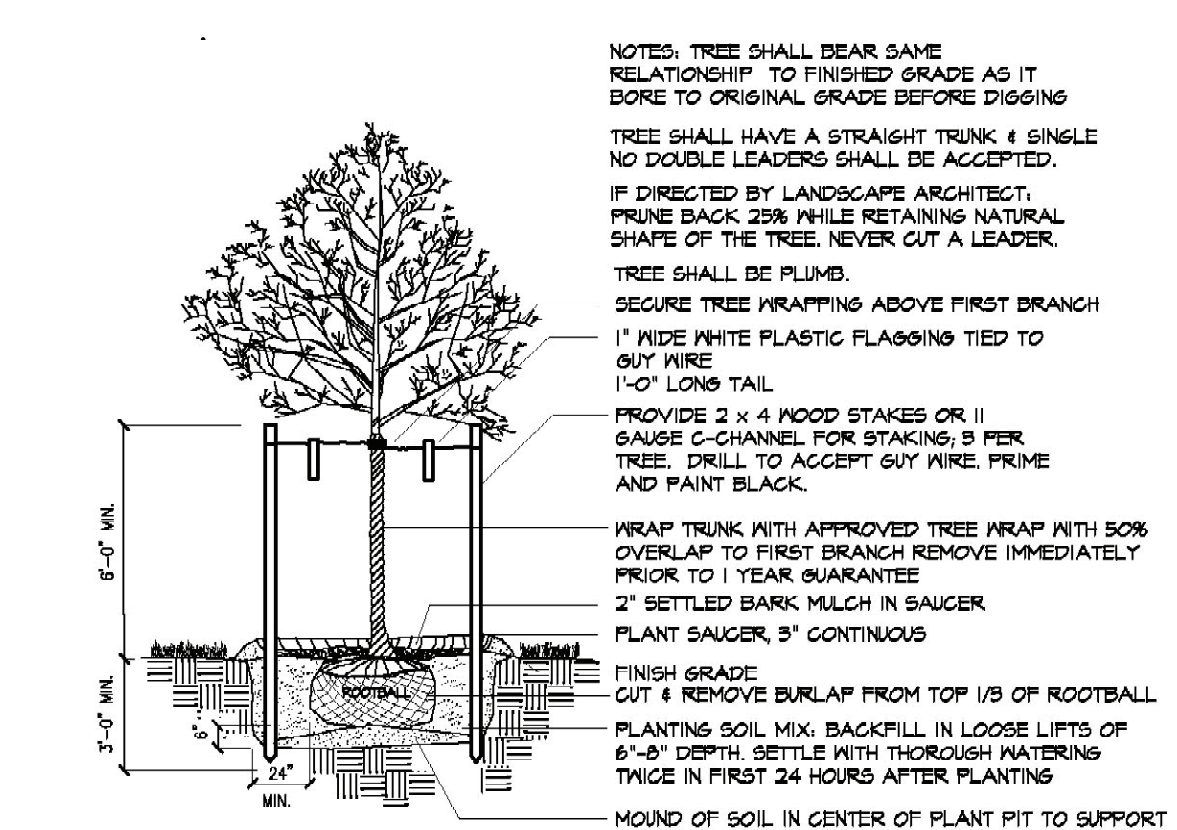 NOTES: TREE SHALL BEAR SAME
RELATIONSHIP TO FINISHED GRADE AS IT
BORE TO ORIGINAL GRADE BEFORE DIGGING
TREE SHALL HAVE A STRAIGHT TRUNK & SINGLE
NO DOUBLE LEADERS SHALL BE ACCEPTED.
IF DIRECTED BY LANDSCAPE ARCHITECT:
PRUNE BACK 25% WHILE RETAINING NATURAL
SHAPE OF THE TREE. NEVER CUT A LEADER.
TREE SHALL BE PLUMB.
SECURE TREE WRAPPING ABOVE FIRST BRANCH
1" WIDE WHITE PLASTIC FLAGGING TIED TO
GUY WIRE
1'-0" LONG TAIL
PROVIDE 2 x 4 WOOD STAKES OR 11
GAUGE C-CHANNEL FOR STAKING; 3 PER
TREE. DRILL TO ACCEPT GUY WIRE. PRIME
AND PAINT BLACK.
WRAP TRUNK WITH APPROVED TREE WRAP WITH 50%
OVERLAP TO FIRST BRANCH REMOVE IMMEDIATELY
PRIOR TO 1 YEAR GUARANTEE
2" SETTLED BARK MULCH IN SAUCER
PLANT SAUCER, 3" CONTINUOUS
FINISH GRADE
CUT & REMOVE BURLAP FROM TOP 1/3 OF ROOTBALL
PLANTING SOIL MIX: BACKFILL IN LOOSE LIFTS OF
6"-8" DEPTH. SETTLE WITH THOROUGH WATERING
TWICE IN FIRST 24 HOURS AFTER PLANTING
MOUND OF SOIL IN CENTER OF PLANT PIT TO SUPPORT
6'-0" MIN.
3'-0" MIN.
6"
24"
MIN.
ROOTBALL